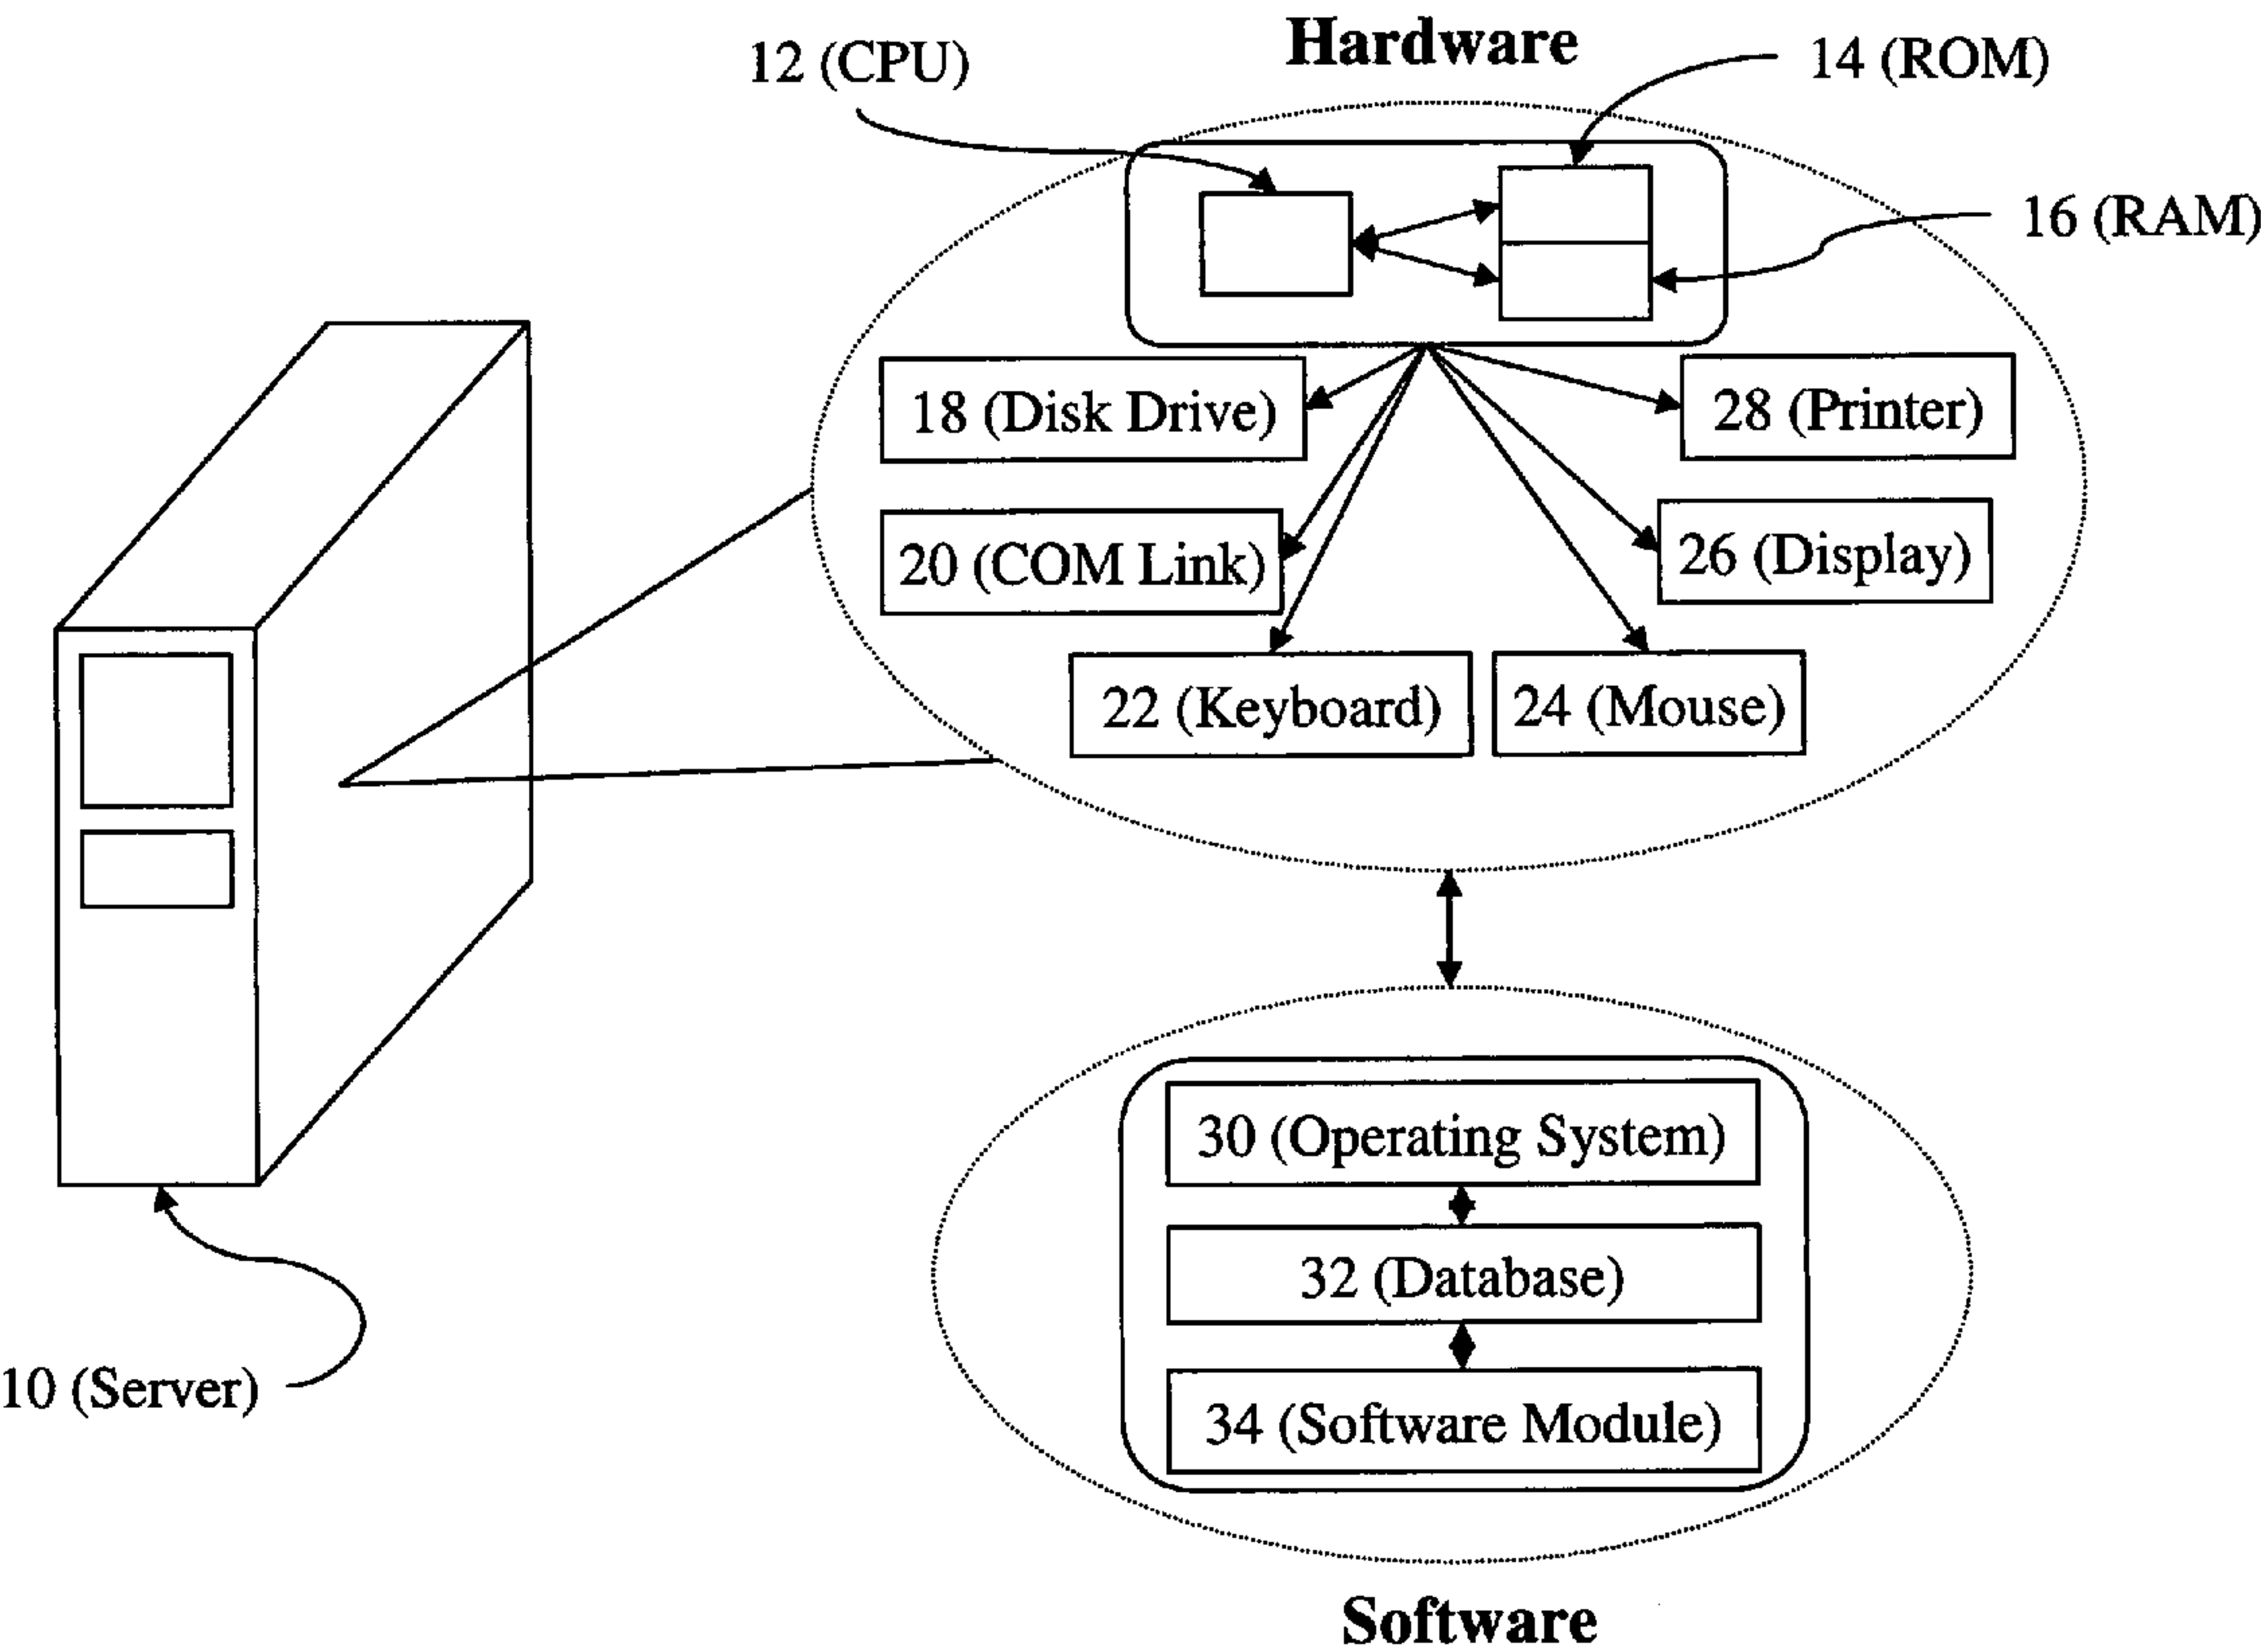 Hardware
12 (CPU)
14 (ROM)
16 (RAM)
18 (Disk Drive)
28 (Printer)
20 (COM Link)
26 (Display)
22 (Keyboard)
24 (Mouse)
30 (Operating System)
32 (Database)
34 (Software Module)
10 (Server)
Software